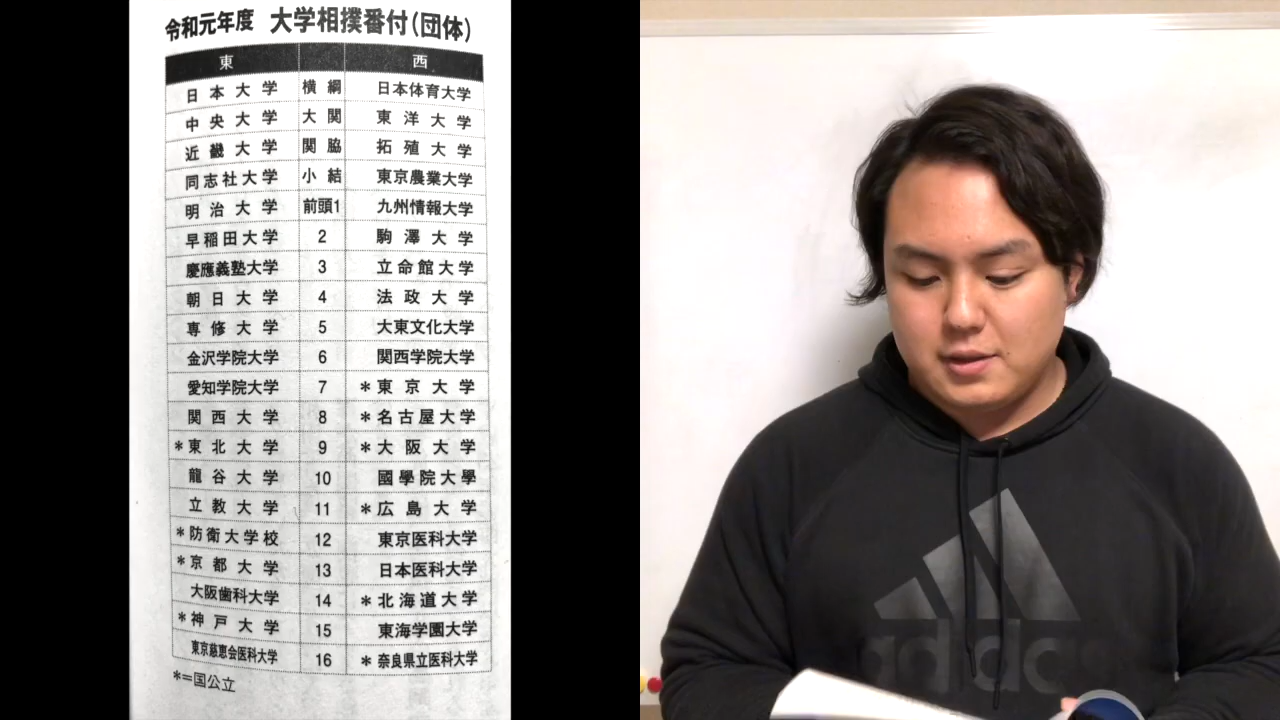 令和元年度 大学相撲番付(団体)
東 西
日本大学 横綱 日本体育大学
中央大学 大関 東洋大学
近畿大学 関脇 拓殖大学
同志社大学 小結 東京農業大学
明治大学 前頭1 九州情報大学
早稲田大学 2 駒澤大学
慶應義塾大学 3 立命館大学
朝日大学 4 法政大学
専修大学 5 大東文化大学
金沢学院大学 6 関西学院大学
愛知学院大学 7 *東京大学
関西大学 8 *名古屋大学
*東北大学 9 *大阪大学
龍谷大学 10 國學院大學
立教大学 11 *広島大学
*防衛大学校 12 東京医科大学
*京都大学 13 日本医科大学
大阪歯科大学 14 *北海道大学
*神戸大学 15 東海学園大学
東京慈恵会医科大学 16 *奈良県立医科大学
*=国公立
adidas